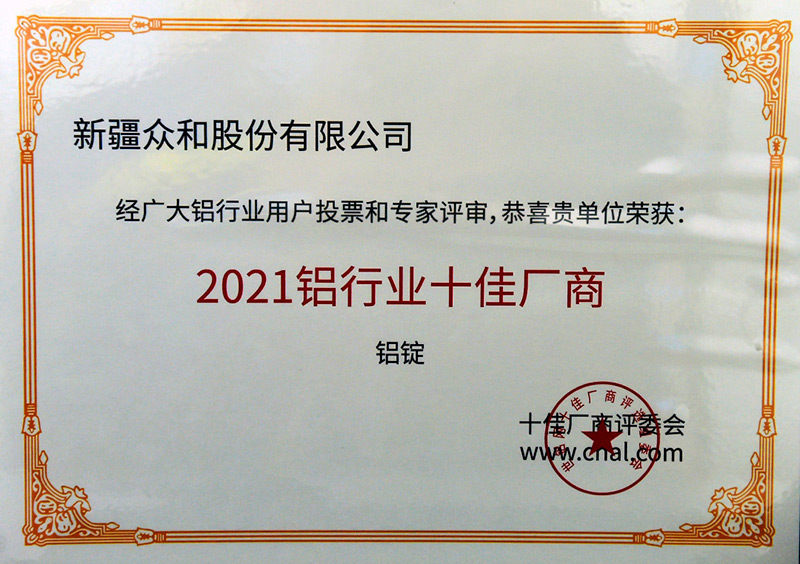 新疆众和股份有限公司
经广大铝行业用户投票和专家评审，恭喜贵单位荣获：
2021铝行业十佳厂商
铝锭
十佳厂商评委会
www.cnal.com